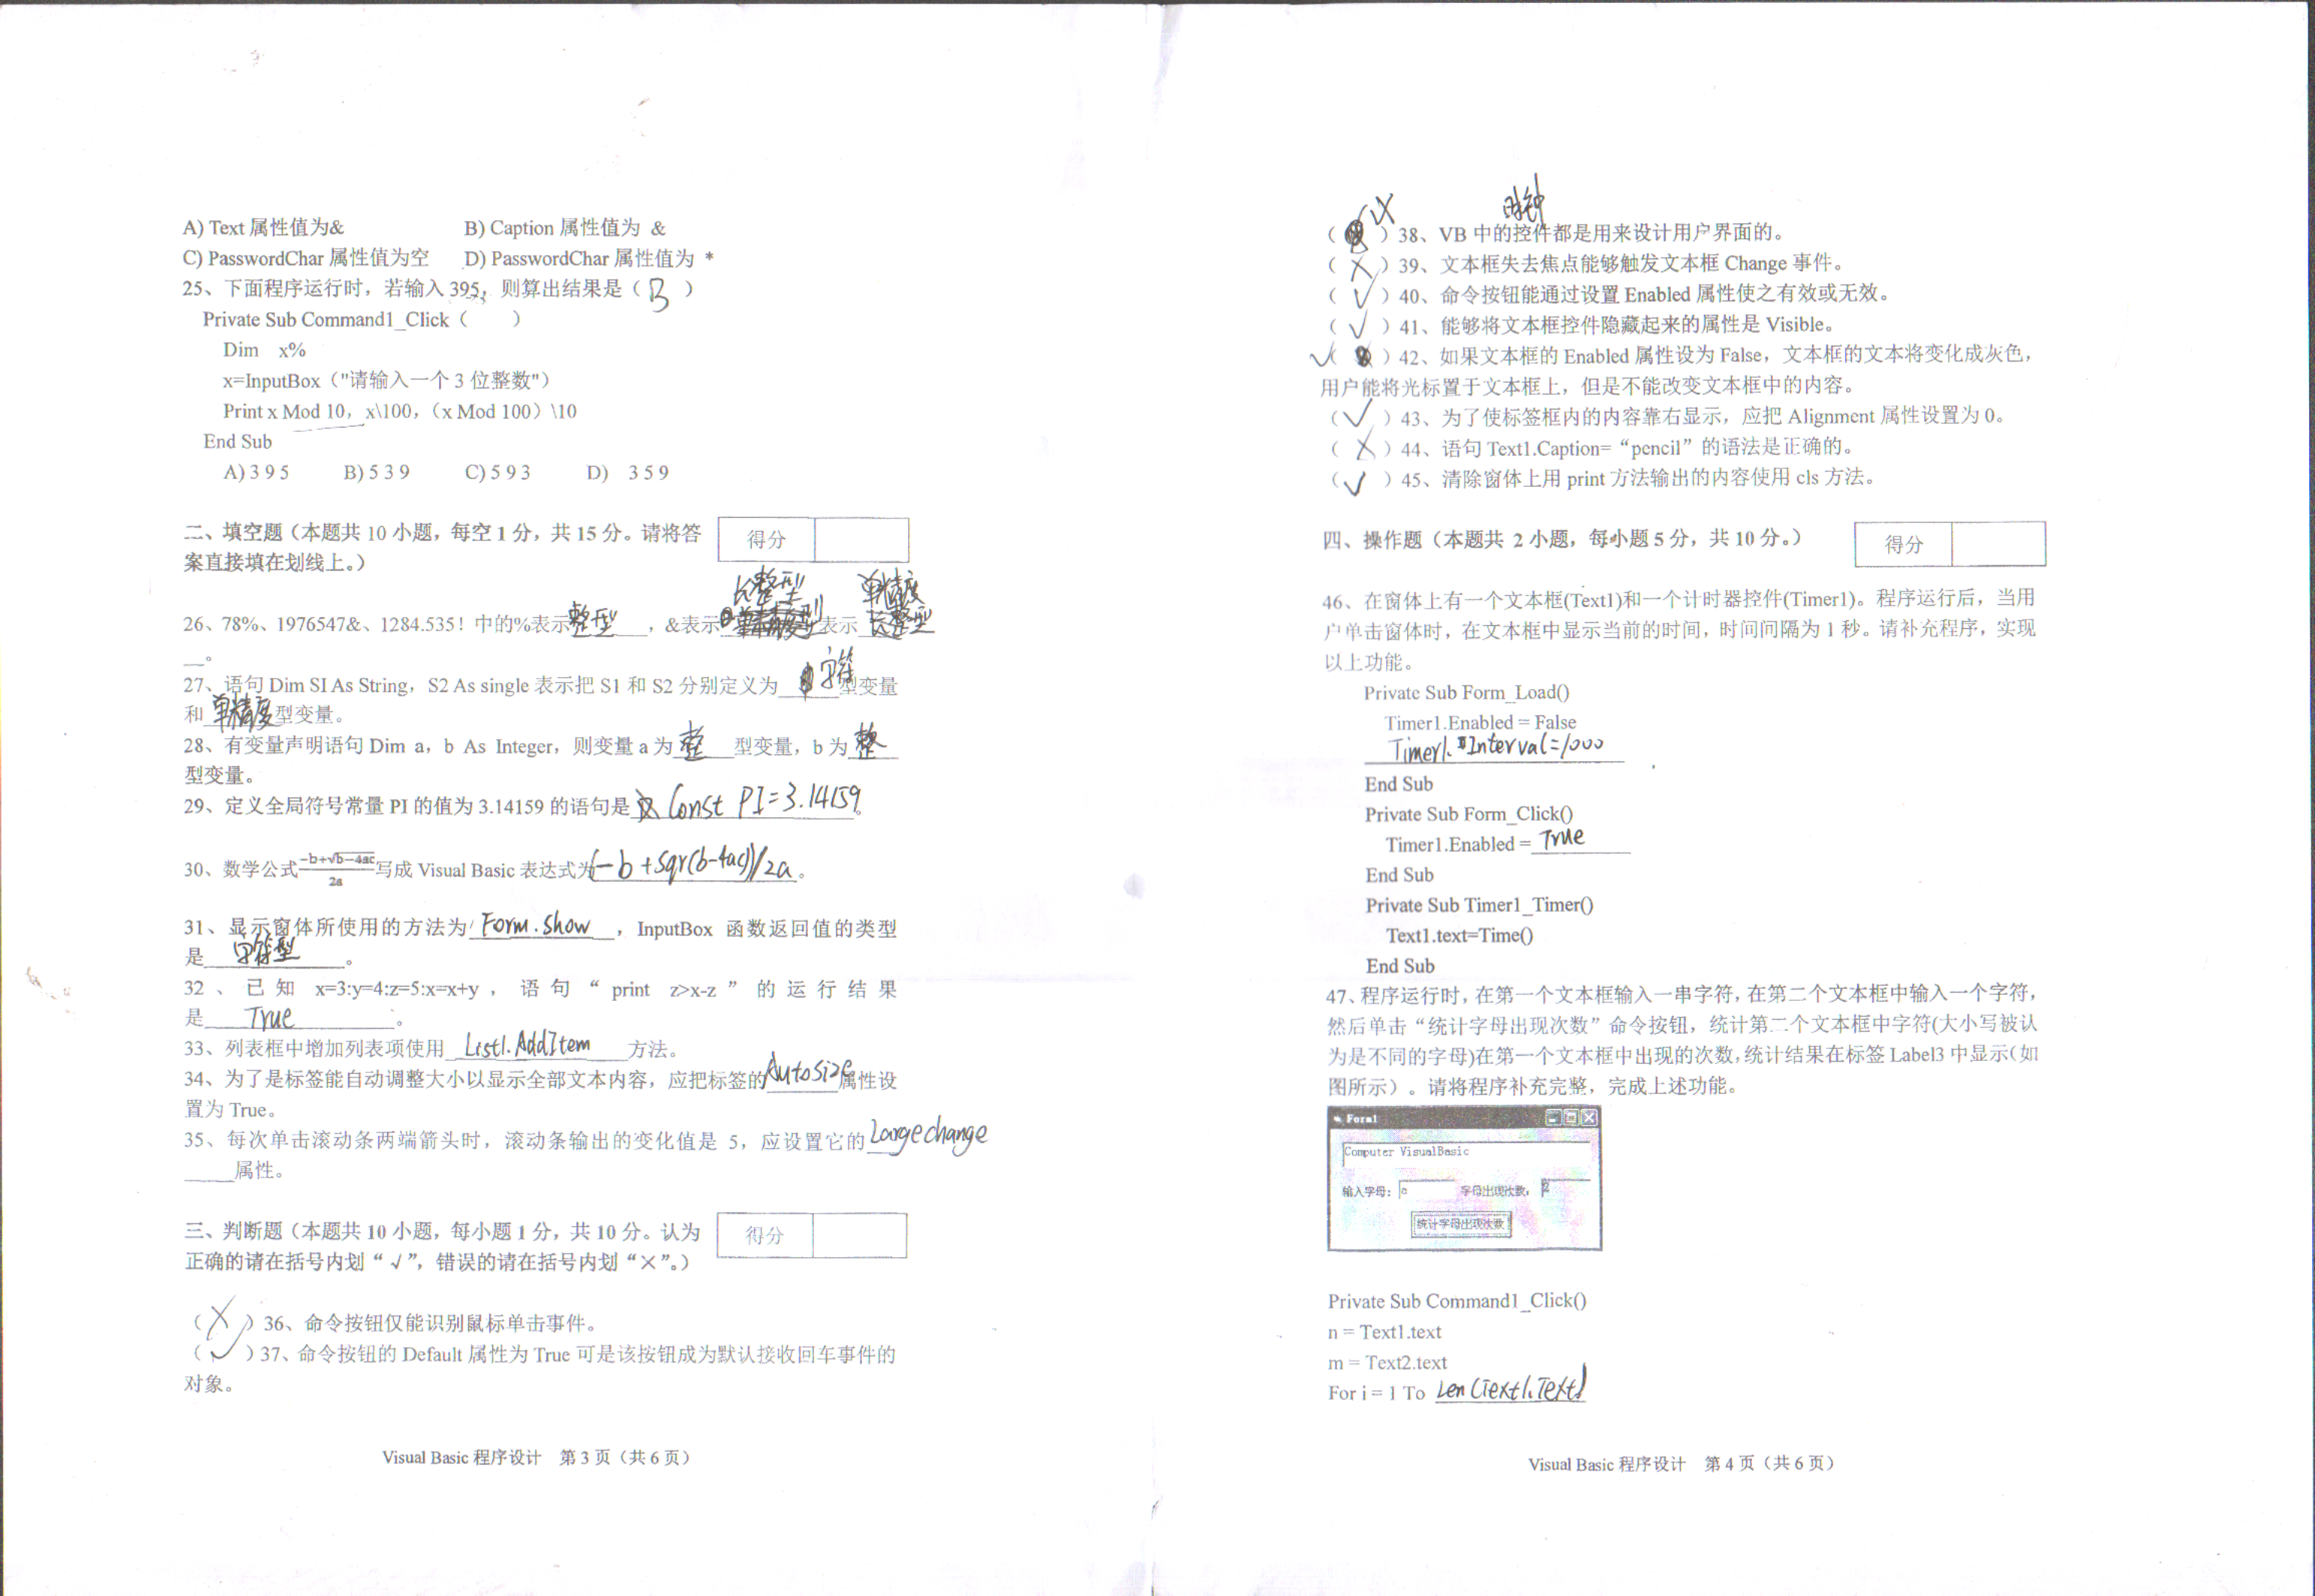 A) Text 属性值为& B) Caption 属性值为 &
C) PasswordChar 属性值为空 D) PasswordChar 属性值为 *
25、下面程序运行时，若输入 395，则算出结果是（ B ）
Private Sub Command1_Click（ ）
Dim x%
x=InputBox（"请输入一个 3 位整数"）
Print x Mod 10，x\100，（x Mod 100）\10
End Sub
A) 3 9 5 B) 5 3 9 C) 5 9 3 D) 3 5 9
二、填空题（本题共 10 小题，每空 1 分，共 15 分。请将答
案直接填在划线上。）
得分
长整型 单精度
26、78%、1976547&、1284.535！中的%表示整型，&表示 表示 长整型
__。
27、语句 Dim SI As String，S2 As single 表示把 S1 和 S2 分别定义为 字符 型变量
和 单精度 型变量。
28、有变量声明语句 Dim a，b As Integer，则变量 a 为 整 型变量，b 为 整
型变量。
29、定义全局符号常量 PI 的值为 3.14159 的语句是 Const PI=3.14159。
30、数学公式(-b+√b-4ac)/2a写成 Visual Basic 表达式为(-b+Sqr(b-4ac))/2a。
31、显示窗体所使用的方法为 Form.show ，InputBox 函数返回值的类型
是 字符型 。
32、已知 x=3:y=4:z=5:x=x+y，语句“print z>x-z”的运行结果
是 True 。
33、列表框中增加列表项使用 List1.AddItem 方法。
34、为了是标签能自动调整大小以显示全部文本内容，应把标签的 AutoSize 属性设
置为 True。
35、每次单击滚动条两端箭头时，滚动条输出的变化值是 5，应设置它的 Largechange
____属性。
三、判断题（本题共 10 小题，每小题 1 分，共 10 分。认为
正确的请在括号内划“√”，错误的请在括号内划“×”。）
得分
（ × ）36、命令按钮仅能识别鼠标单击事件。
（ √ ）37、命令按钮的 Default 属性为 True 可是该按钮成为默认接收回车事件的
对象。
Visual Basic 程序设计 第 3 页（共 6 页）
时钟
（ × ）38、VB 中的控件都是用来设计用户界面的。
（ × ）39、文本框失去焦点能够触发文本框 Change 事件。
（ √ ）40、命令按钮能通过设置 Enabled 属性使之有效或无效。
（ √ ）41、能够将文本框控件隐藏起来的属性是 Visible。
√（ ）42、如果文本框的 Enabled 属性设为 False，文本框的文本将变化成灰色，
用户能将光标置于文本框上，但是不能改变文本框中的内容。
（ √ ）43、为了使标签框内的内容靠右显示，应把 Alignment 属性设置为 0。
（ × ）44、语句 Text1.Caption=“pencil”的语法是正确的。
（ √ ）45、清除窗体上用 print 方法输出的内容使用 cls 方法。
四、操作题（本题共 2 小题，每小题 5 分，共 10 分。）
得分
46、在窗体上有一个文本框(Text1)和一个计时器控件(Timer1)。程序运行后，当用
户单击窗体时，在文本框中显示当前的时间，时间间隔为 1 秒。请补充程序，实现
以上功能。
Private Sub Form_Load()
Timer1.Enabled = False
Timer1.Interval=1000
End Sub
Private Sub Form_Click()
Timer1.Enabled = True
End Sub
Private Sub Timer1_Timer()
Text1.text=Time()
End Sub
47、程序运行时，在第一个文本框输入一串字符，在第二个文本框中输入一个字符，
然后单击“统计字母出现次数”命令按钮，统计第二个文本框中字符(大小写被认
为是不同的字母)在第一个文本框中出现的次数，统计结果在标签 Label3 中显示（如
图所示）。请将程序补充完整，完成上述功能。
Form1
Computer VisualBasic
输入字母： 字母出现次数： 2
统计字母出现次数
Private Sub Command1_Click()
n = Text1.text
m = Text2.text
For i = 1 To Len(Text1.Text)
Visual Basic 程序设计 第 4 页（共 6 页）